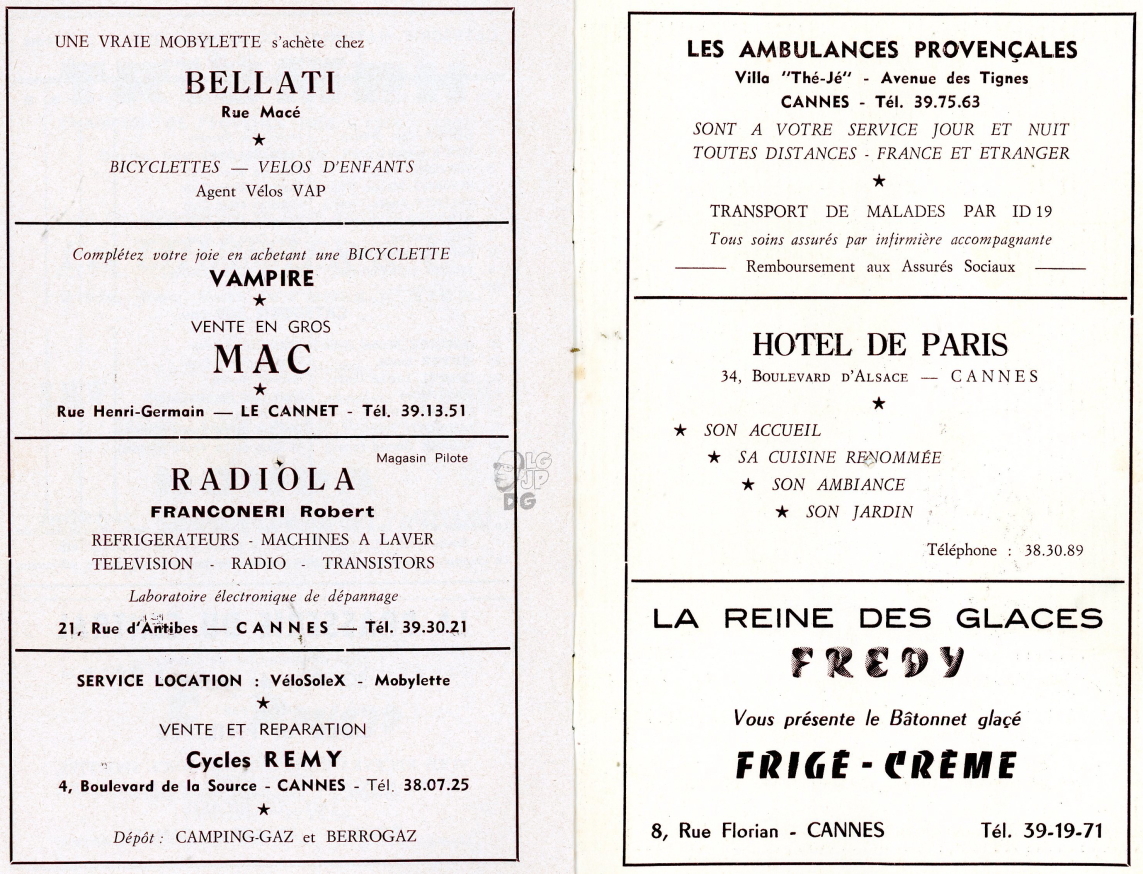 UNE VRAIE MOBYLETTE s'achète chez
BELLATI
Rue Macé
★
BICYCLETTES — VELOS D'ENFANTS
Agent Vélos VAP
Complétez votre joie en achetant une BICYCLETTE
VAMPIRE
★
VENTE EN GROS
MAC
★
Rue Henri-Germain — LE CANNET - Tél. 39.13.51
Magasin Pilote
RADIOLA
FRANCONERI Robert
REFRIGERATEURS - MACHINES A LAVER
TELEVISION - RADIO - TRANSISTORS
Laboratoire électronique de dépannage
21, Rue d'Antibes — CANNES — Tél. 39.30.21
SERVICE LOCATION : VéloSoleX - Mobylette
★
VENTE ET REPARATION
Cycles REMY
4, Boulevard de la Source - CANNES - Tél. 38.07.25
★
Dépôt : CAMPING-GAZ et BERROGAZ
LG
JP
DG
LES AMBULANCES PROVENÇALES
Villa "Thé-Jé" - Avenue des Tignes
CANNES - Tél. 39.75.63
SONT A VOTRE SERVICE JOUR ET NUIT
TOUTES DISTANCES - FRANCE ET ETRANGER
★
TRANSPORT DE MALADES PAR ID 19
Tous soins assurés par infirmière accompagnante
Remboursement aux Assurés Sociaux
HOTEL DE PARIS
34, BOULEVARD D'ALSACE — CANNES
★
★ SON ACCUEIL
★ SA CUISINE RENOMMÉE
★ SON AMBIANCE
★ SON JARDIN
Téléphone : 38.30.89
LA REINE DES GLACES
FREDY
Vous présente le Bâtonnet glaçé
FRIGÉ-CRÈME
8, Rue Florian - CANNES Tél. 39-19-71